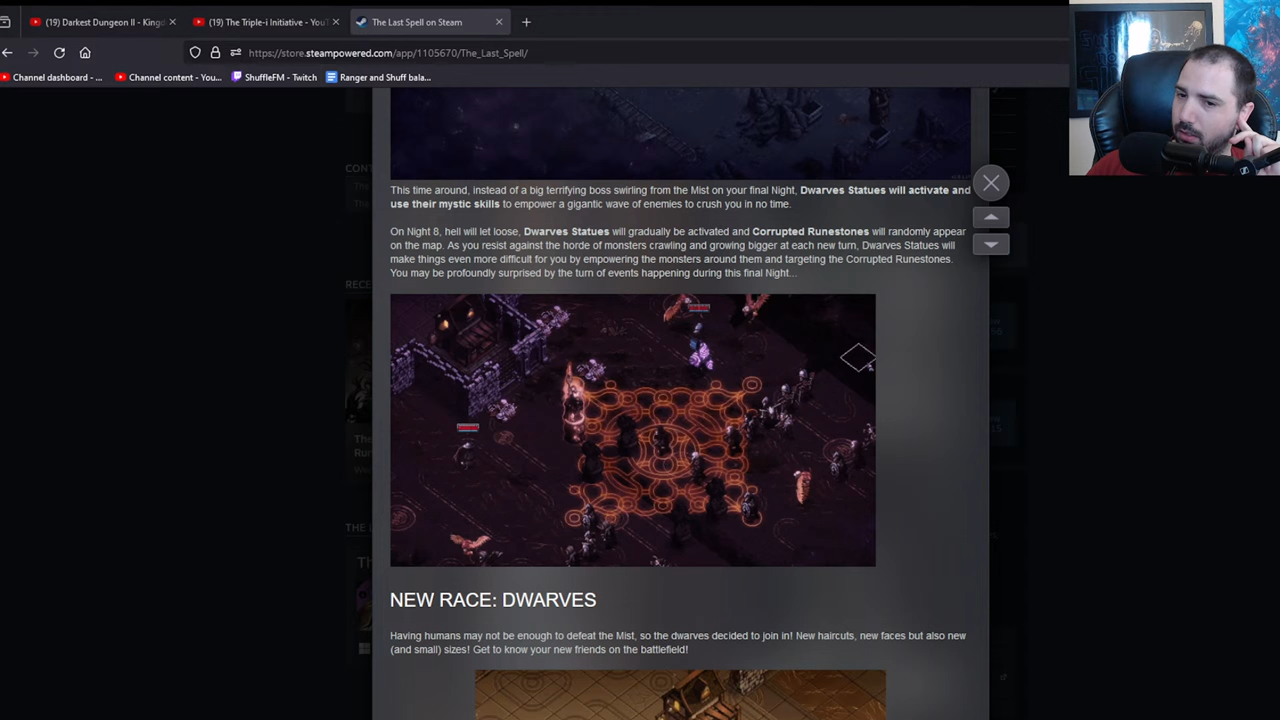 (19) Darkest Dungeon II - Kingd
(19) The Triple-i Initiative - YouT
The Last Spell on Steam
https://store.steampowered.com/app/1105670/The_Last_Spell/
Channel dashboard - ...
Channel content - You...
ShuffleFM - Twitch
Ranger and Shuff bala...
CONT
This time around, instead of a big terrifying boss swirling from the Mist on your final Night, Dwarves Statues will activate and
use their mystic skills to empower a gigantic wave of enemies to crush you in no time.
On Night 8, hell will let loose, Dwarves Statues will gradually be activated and Corrupted Runestones will randomly appear
on the map. As you resist against the horde of monsters crawling and growing bigger at each new turn, Dwarves Statues will
make things even more difficult for you by empowering the monsters around them and targeting the Corrupted Runestones.
You may be profoundly surprised by the turn of events happening during this final Night...
RECE
The
Run
THE L
Th
NEW RACE: DWARVES
Having humans may not be enough to defeat the Mist, so the dwarves decided to join in! New haircuts, new faces but also new
(and small) sizes! Get to know your new friends on the battlefield!